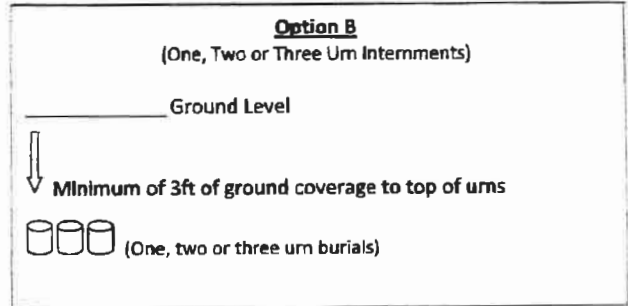 Option B
(One, Two or Three Urn Internments)
Ground Level
Minimum of 3ft of ground coverage to top of urns
(One, two or three urn burials)